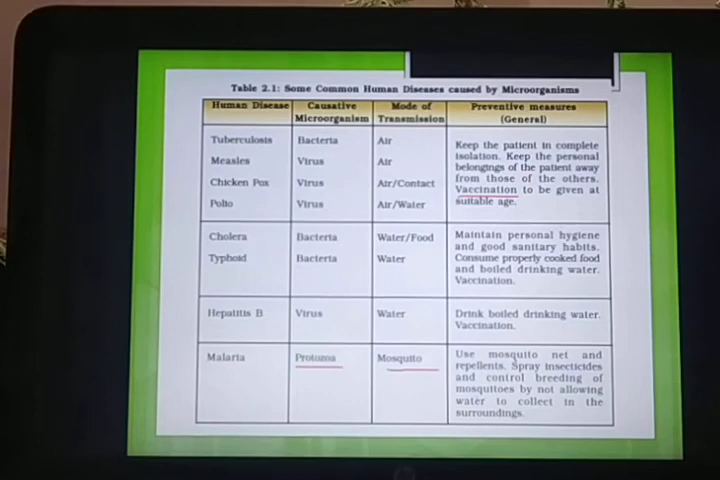 Table 2.1: Some Common Human Diseases caused by Microorganisms
Human Disease Causative Microorganism Mode of Transmission Preventive measures (General)
Tuberculosis Bacteria Air
Measles Virus Air
Chicken Pox Virus Air/Contact
Polio Virus Air/Water
Keep the patient in complete
isolation. Keep the personal
belongings of the patient away
from those of the others.
Vaccination to be given at
suitable age.
Cholera Bacteria Water/Food
Typhoid Bacteria Water
Maintain personal hygiene
and good sanitary habits.
Consume properly cooked food
and boiled drinking water.
Vaccination.
Hepatitis B Virus Water
Drink boiled drinking water.
Vaccination.
Malaria Protozoa Mosquito
Use mosquito net and
repellents. Spray insecticides
and control breeding of
mosquitoes by not allowing
water to collect in the
surroundings.